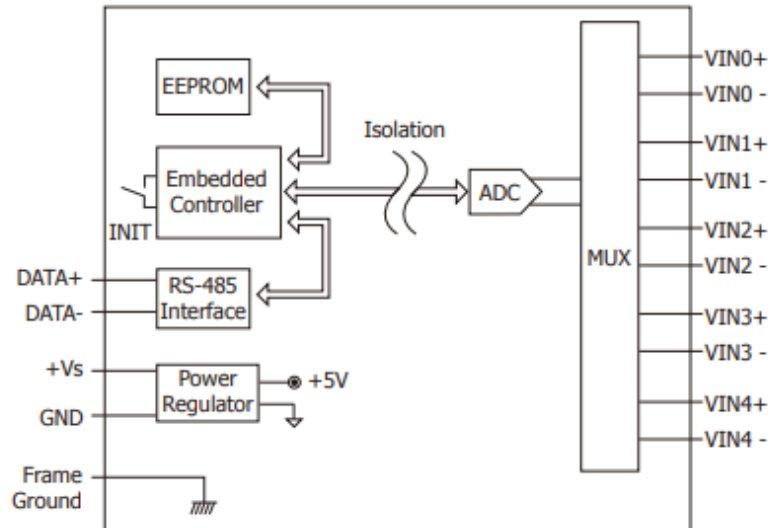 EEPROM
Isolation
Embedded
Controller
INIT
ADC
MUX
DATA+
DATA-
RS-485
Interface
+Vs
GND
Power
Regulator
+5V
Frame
Ground
VIN0+
VIN0 -
VIN1+
VIN1 -
VIN2+
VIN2 -
VIN3+
VIN3 -
VIN4+
VIN4 -